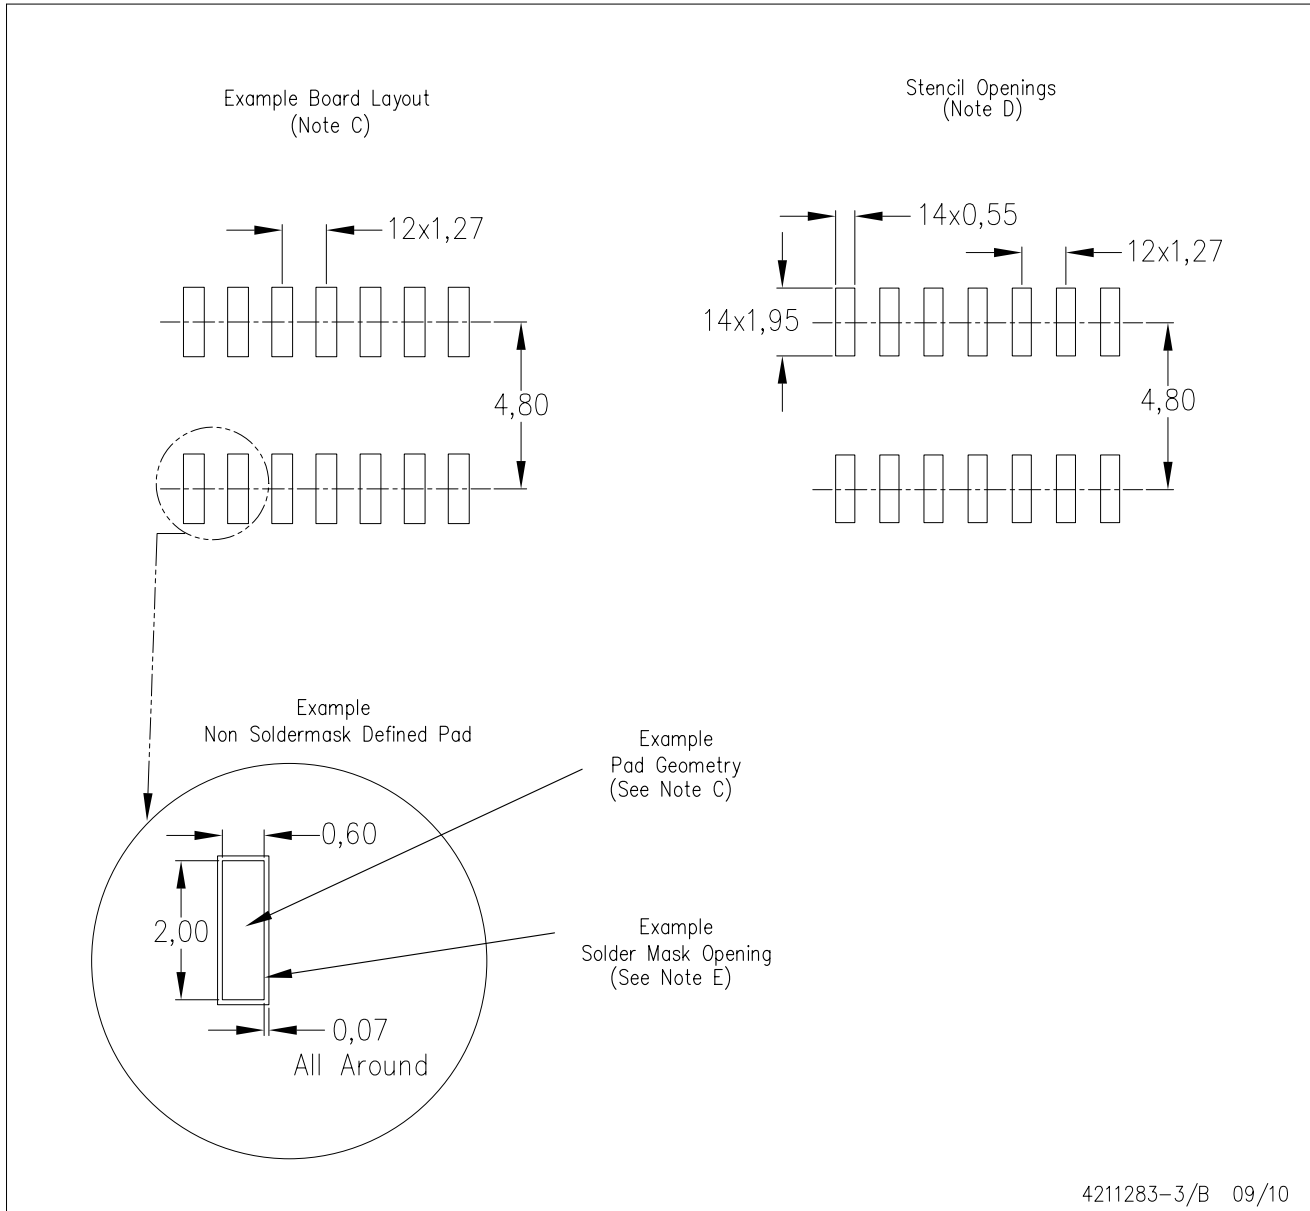 Example Board Layout
(Note C)
Stencil Openings
(Note D)
12x1,27
14x0,55
12x1,27
14x1,95
4,80
4,80
Example
Non Soldermask Defined Pad
Example
Pad Geometry
(See Note C)
0,60
2,00
Example
Solder Mask Opening
(See Note E)
0,07
All Around
4211283-3/B 09/10